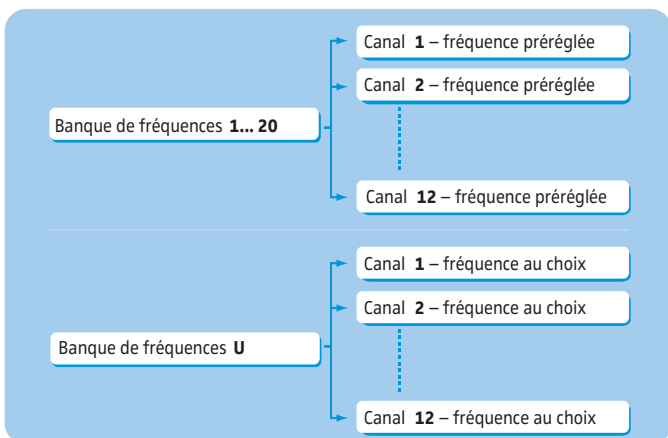 Canal 1 – fréquence préréglée
Canal 2 – fréquence préréglée
Banque de fréquences 1... 20
Canal 12 – fréquence préréglée
Canal 1 – fréquence au choix
Canal 2 – fréquence au choix
Banque de fréquences U
Canal 12 – fréquence au choix